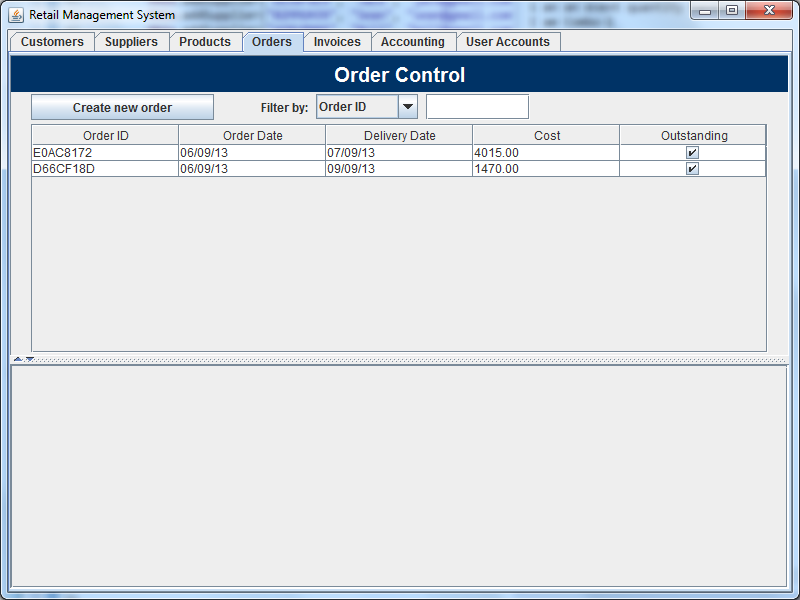 Retail Management System
Customers Suppliers Products Orders Invoices Accounting User Accounts
Order Control
Create new order Filter by: Order ID
Order ID Order Date Delivery Date Cost Outstanding
E0AC8172 06/09/13 07/09/13 4015.00
D66CF18D 06/09/13 09/09/13 1470.00